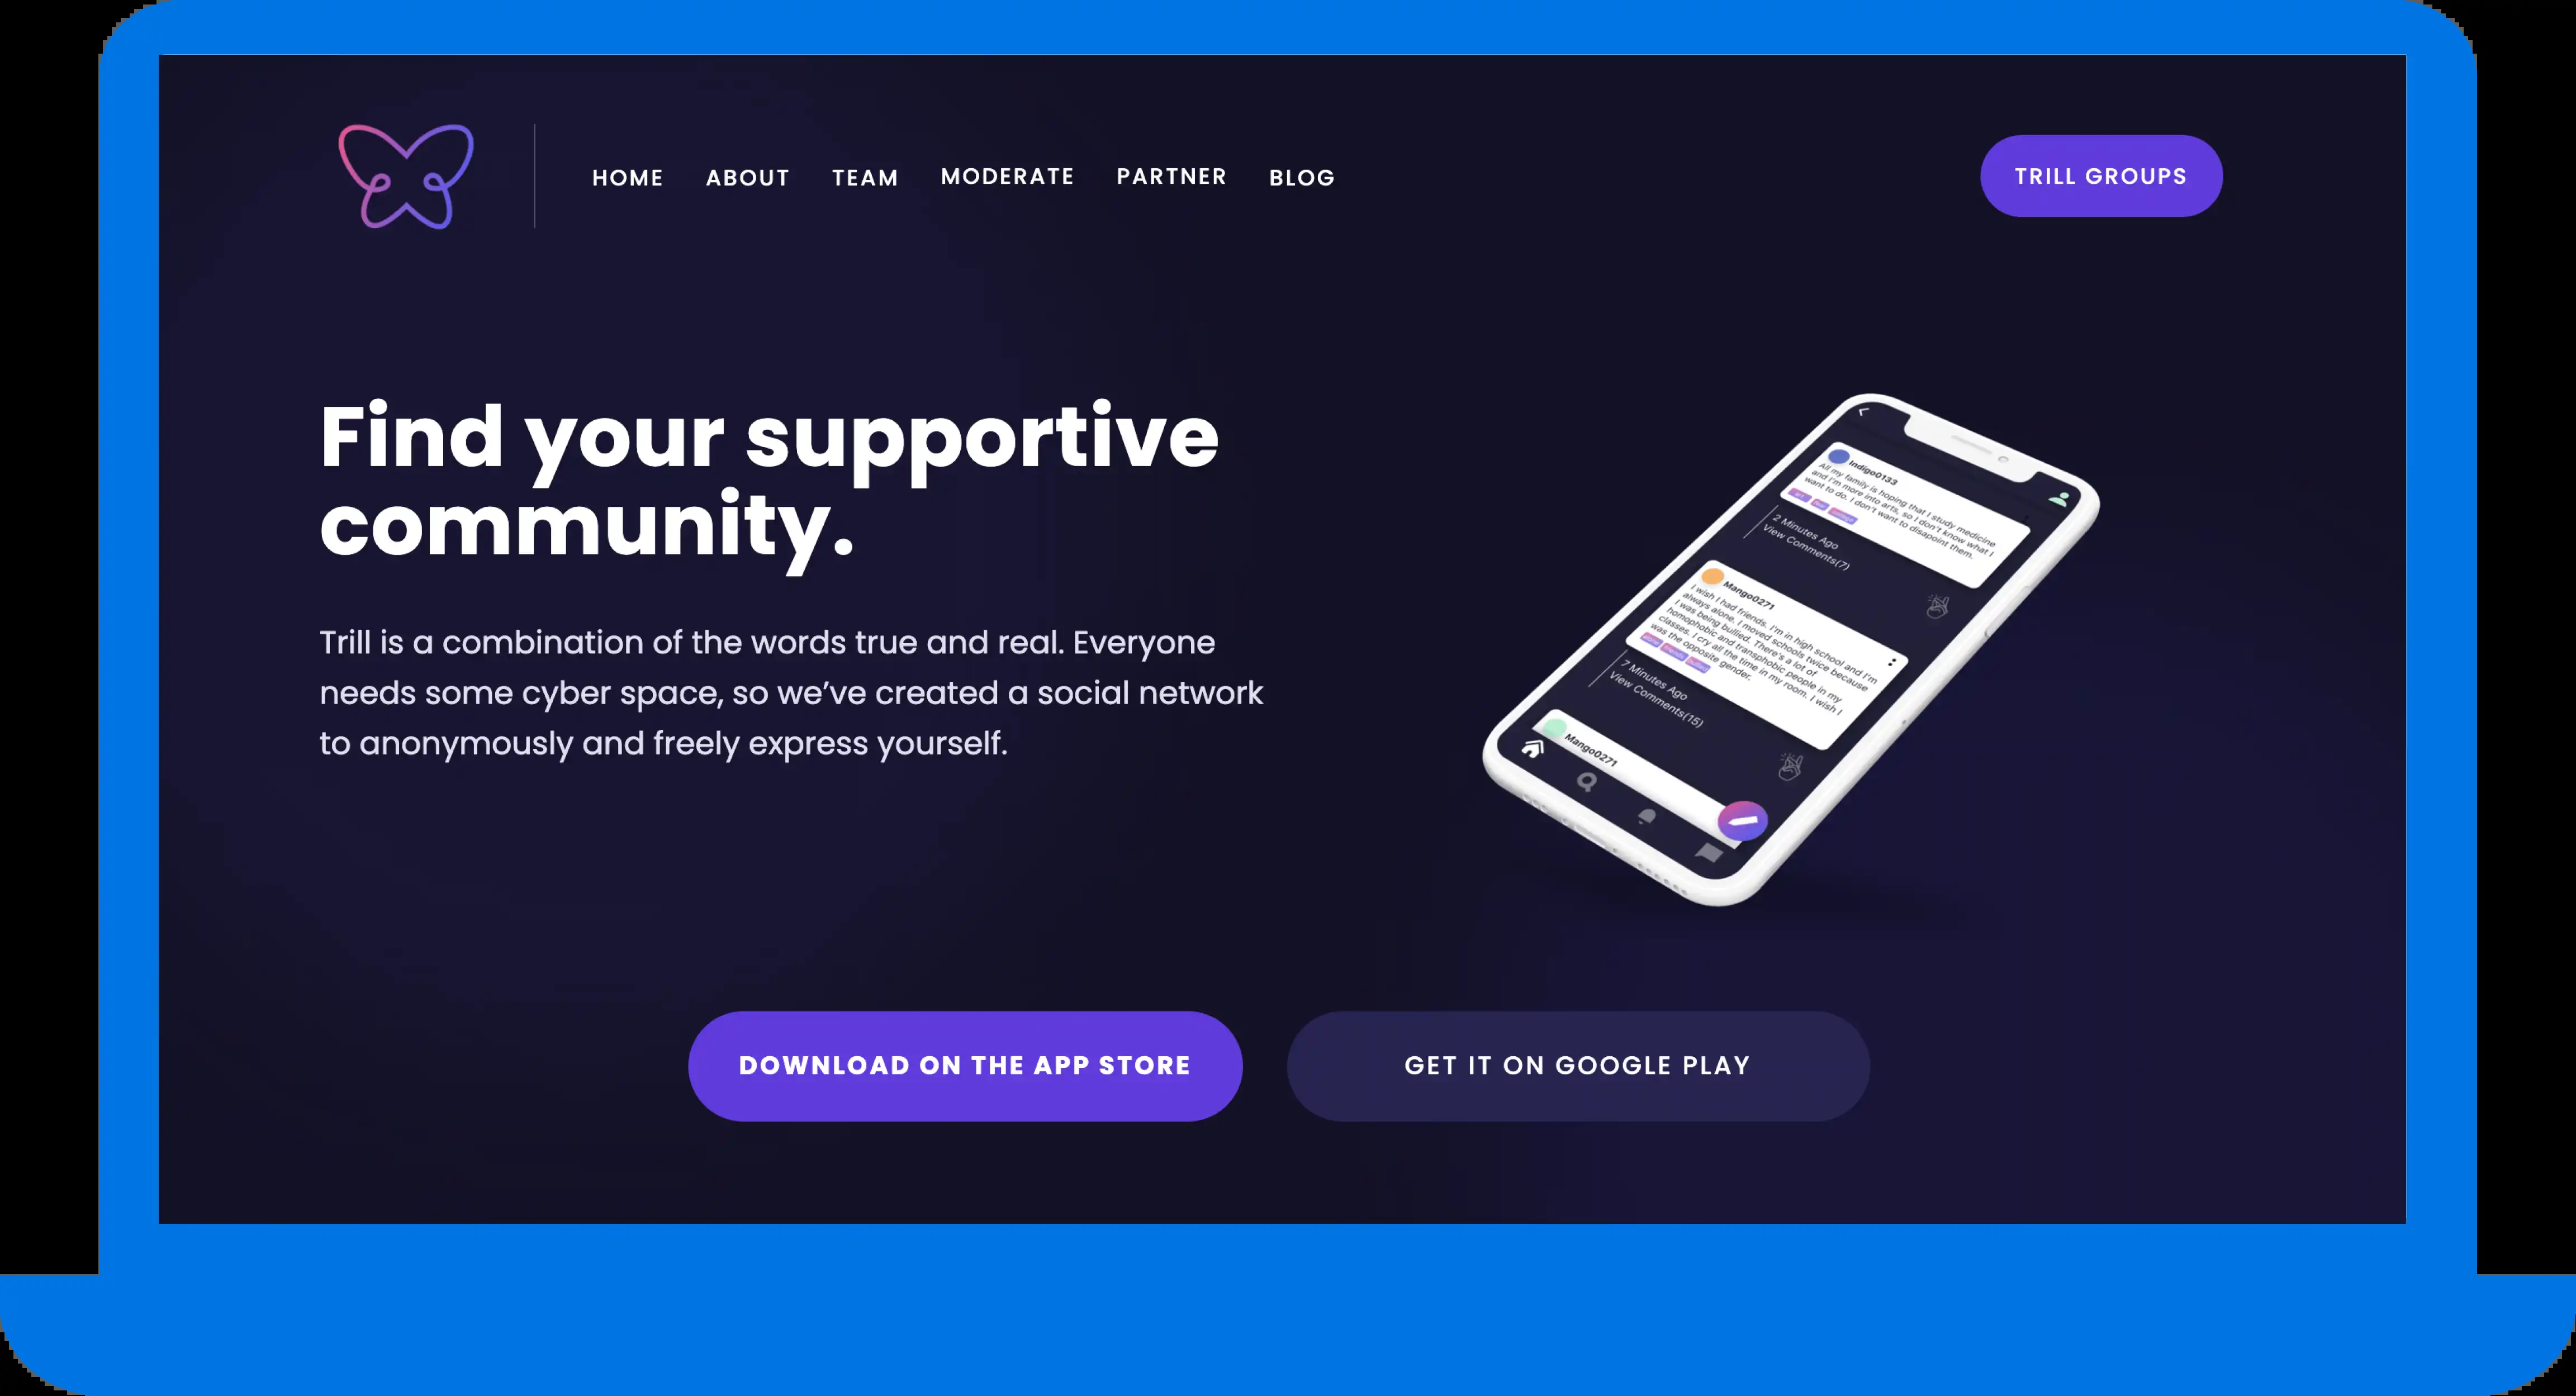 HOME ABOUT TEAM MODERATE PARTNER BLOG
TRILL GROUPS
Find your supportive
community.
Trill is a combination of the words true and real. Everyone
needs some cyber space, so we've created a social network
to anonymously and freely express yourself.
Indigo0133
All my family is hoping that I study medicine
and I'm more into arts, so I don't know what I
want to do. I don't want to disapoint them.
2 Minutes Ago
View Comments(7)
Mango0271
I wish I had friends. I'm in high school and I'm
always alone. I moved schools twice because
I was being bullied. There's a lot of
homophobic and transphobic people in my
classes. I cry all the time in my room. I wish I
was the opposite gender.
7 Minutes Ago
View Comments(15)
Mango0271
DOWNLOAD ON THE APP STORE
GET IT ON GOOGLE PLAY